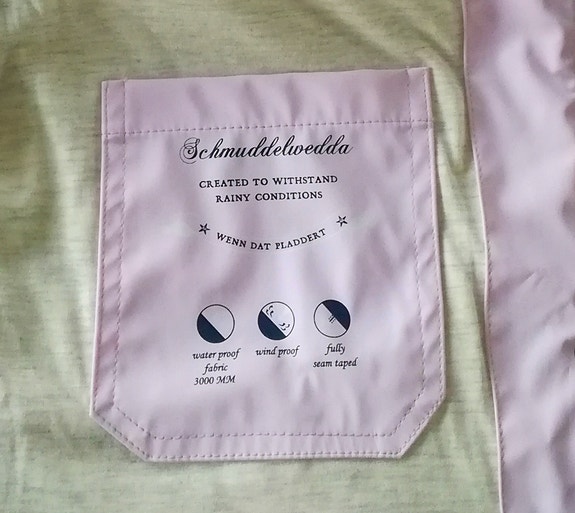 Schmuddelwedda
CREATED TO WITHSTAND
RAINY CONDITIONS
WENN DAT PLADDERT
water proof
fabric
3000 MM
wind proof
fully
seam taped